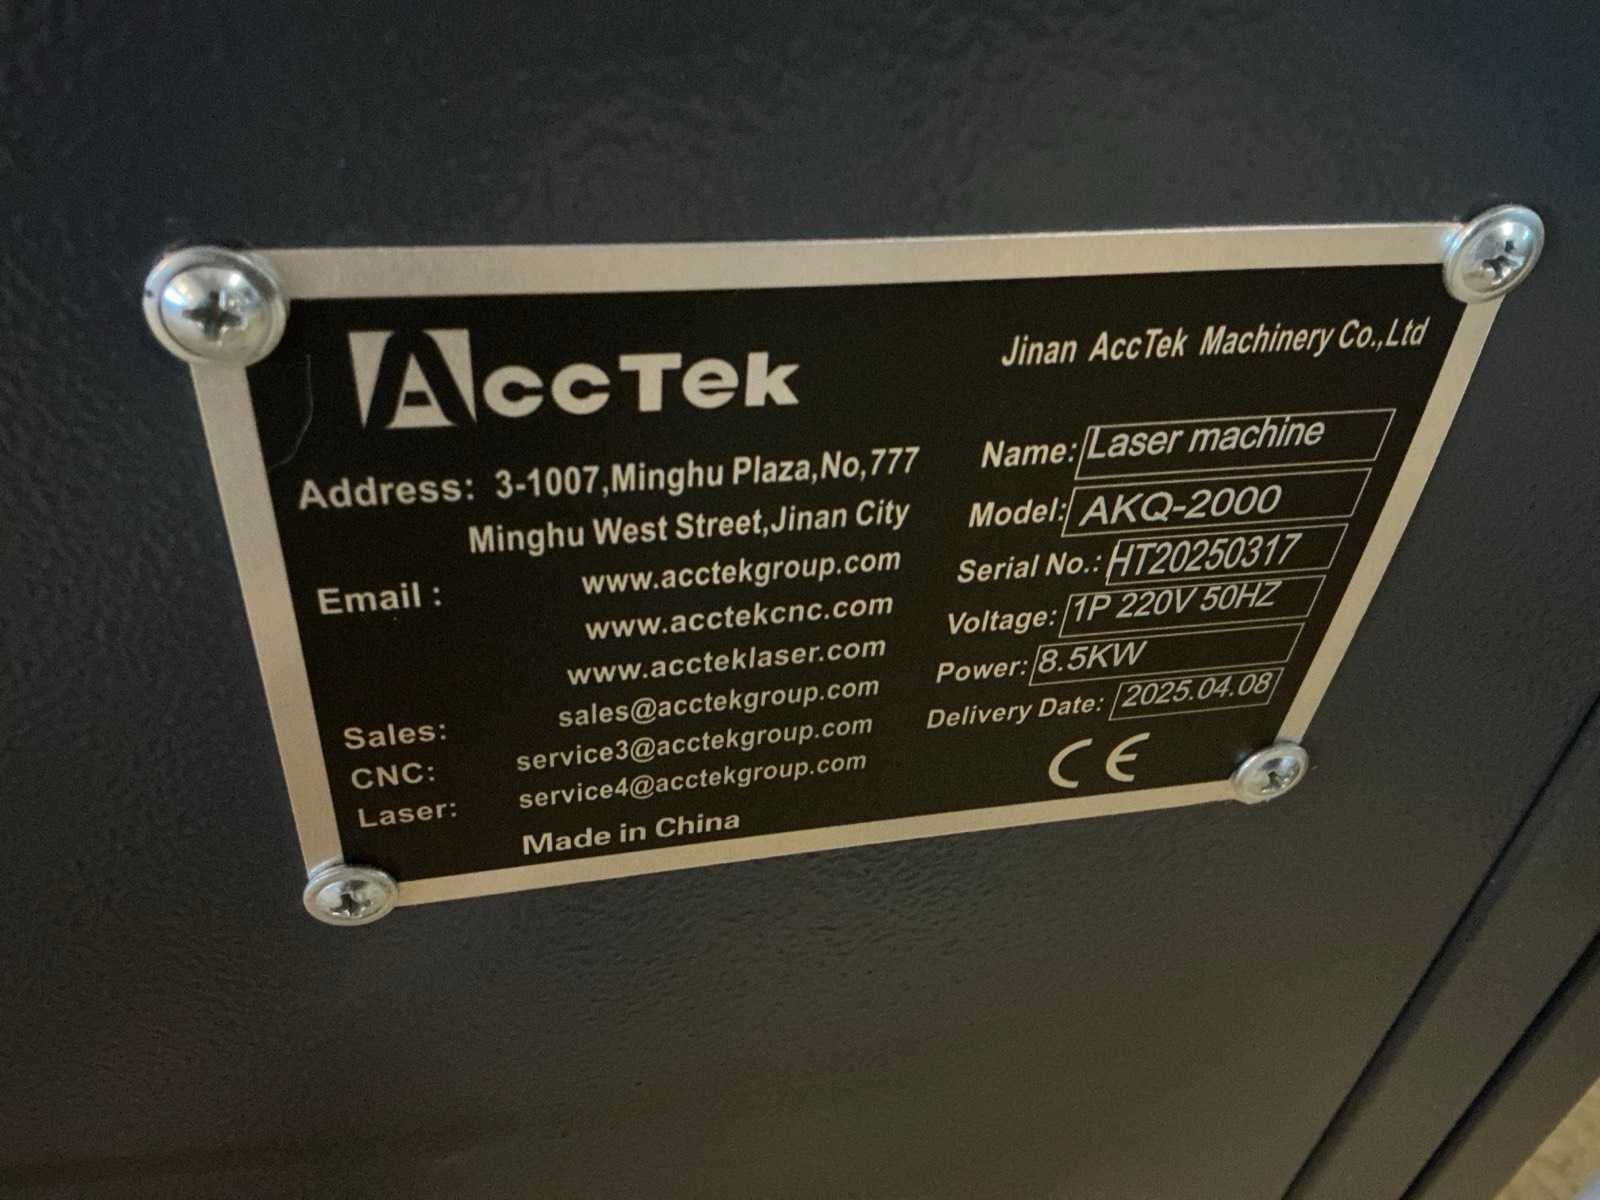 AccTek
Jinan AccTek Machinery Co.,Ltd
Address: 3-1007,Minghu Plaza,No,777
Minghu West Street,Jinan City
Email :
www.acctekgroup.com
www.acctekcnc.com
www.accteklaser.com
Sales: sales@acctekgroup.com
CNC: service3@acctekgroup.com
Laser: service4@acctekgroup.com
Made in China
Name: Laser machine
Model: AKQ-2000
Serial No.: HT20250317
Voltage: 1P 220V 50HZ
Power: 8.5KW
Delivery Date: 2025.04.08
CE